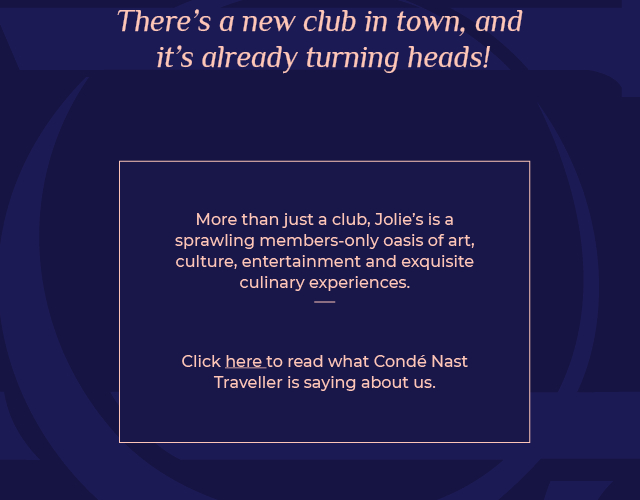 There’s a new club in town, and
it’s already turning heads!
More than just a club, Jolie’s is a
sprawling members-only oasis of art,
culture, entertainment and exquisite
culinary experiences.
Click here to read what Condé Nast
Traveller is saying about us.